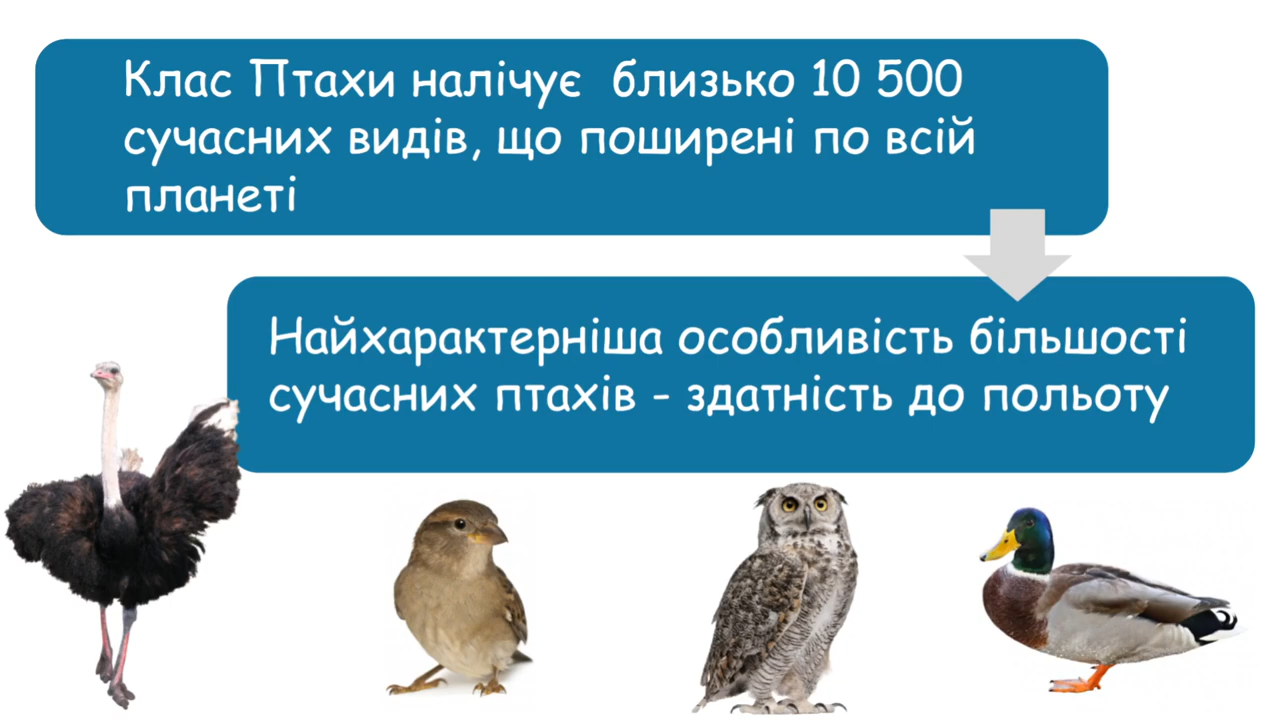 Клас Птахи налічує  близько 10 500
сучасних видів, що поширені по всій
планеті
Найхарактерніша особливість більшості
сучасних птахів - здатність до польоту